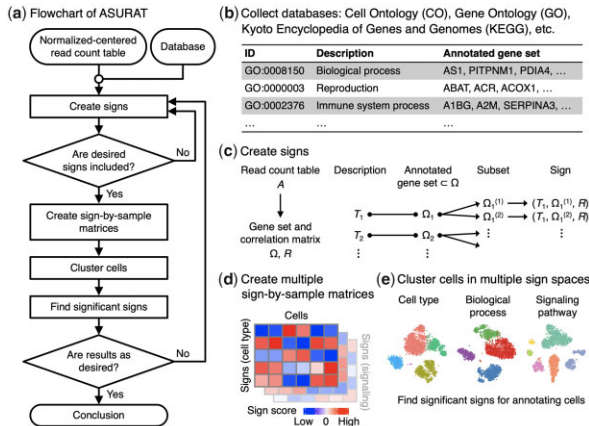 (a) Flowchart of ASURAT
Normalized-centered
read count table
Database
Create signs
Are desired
signs included?
No
Yes
Create sign-by-sample
matrices
Cluster cells
Find significant signs
Are results as
desired?
No
Yes
Conclusion
(b) Collect databases: Cell Ontology (CO), Gene Ontology (GO),
Kyoto Encyclopedia of Genes and Genomes (KEGG), etc.
ID Description Annotated gene set
GO:0008150 Biological process AS1, PITPNM1, PDIA4, ...
GO:0000003 Reproduction ABAT, ACR, ACOX1, ...
GO:0002376 Immune system process A1BG, A2M, SERPINA3, ...
... ... ...
(c) Create signs
Read count table Description Annotated Subset Sign
gene set ⊂ Ω
A
Gene set and
correlation matrix
Ω, R
T₁ Ω₁ Ω₁⁽¹⁾ (T₁, Ω₁⁽¹⁾, R)
Ω₁⁽²⁾ (T₁, Ω₁⁽²⁾, R)
T₂ Ω₂ ⋮ ⋮
⋮ ⋮
(d) Create multiple
sign-by-sample matrices
Cells
Signs (cell type)
Signs (signaling)
Sign score
Low 0 High
(e) Cluster cells in multiple sign spaces
Cell type Biological Signaling
process pathway
Find significant signs for annotating cells